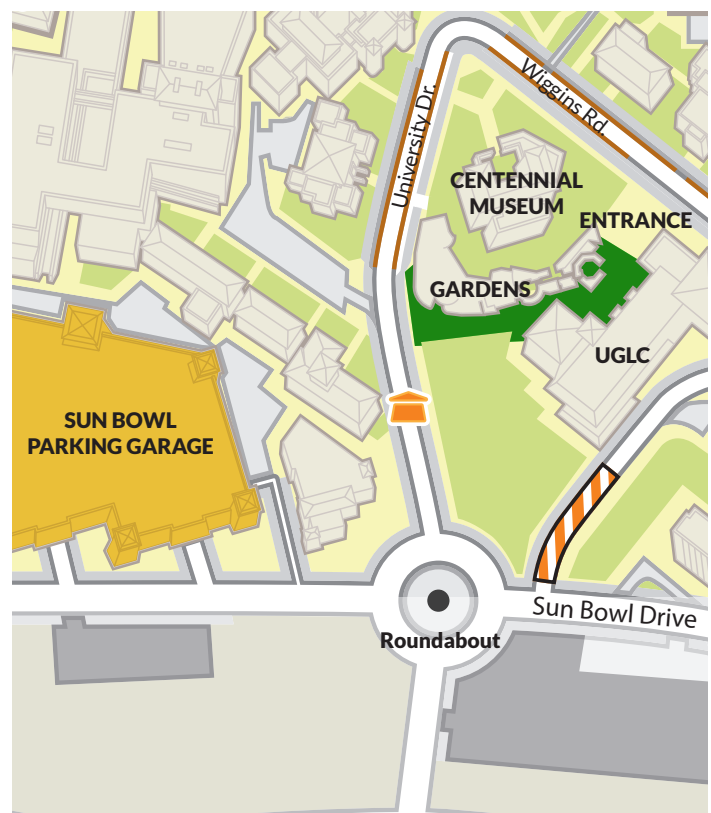 Wiggins Rd.
University Dr.
CENTENNIAL
MUSEUM
ENTRANCE
GARDENS
UGLC
SUN BOWL
PARKING GARAGE
Sun Bowl Drive
Roundabout